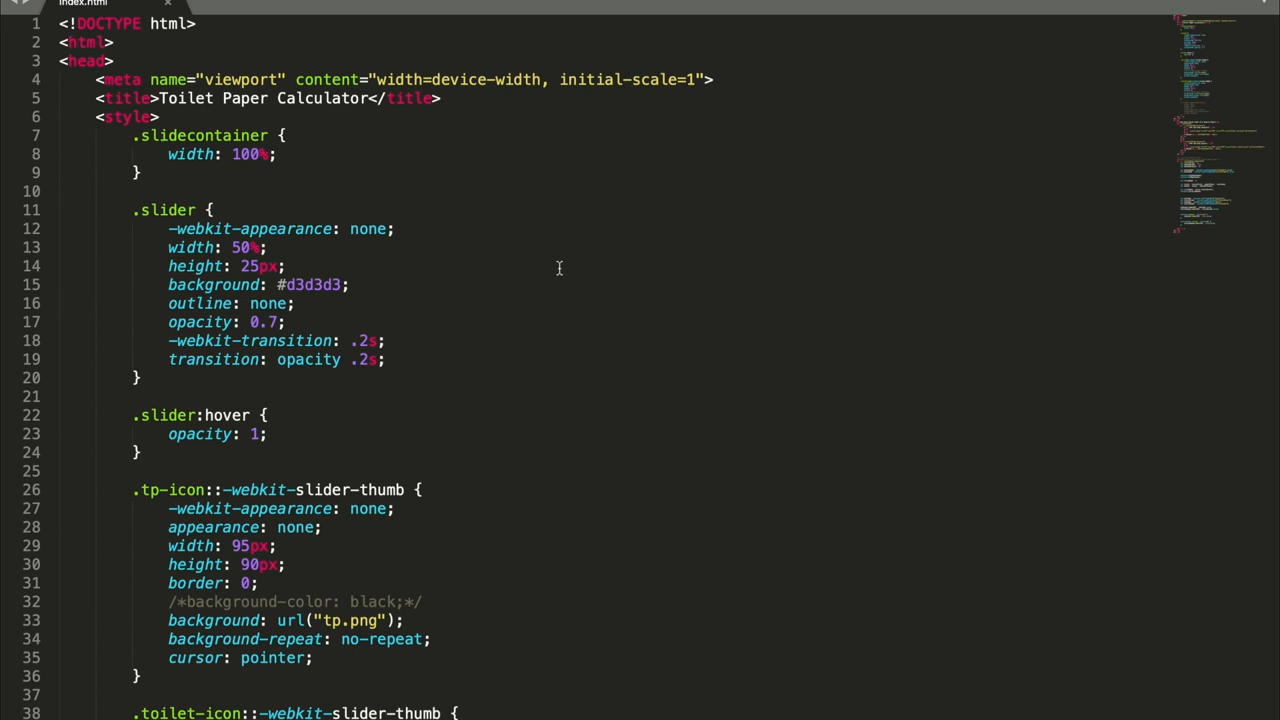 index.html ×
1 <!DOCTYPE html>
2 <html>
3 <head>
4 <meta name="viewport" content="width=device-width, initial-scale=1">
5 <title>Toilet Paper Calculator</title>
6 <style>
7 .slidecontainer {
8 width: 100%;
9 }
10
11 .slider {
12 -webkit-appearance: none;
13 width: 50%;
14 height: 25px;
15 background: #d3d3d3;
16 outline: none;
17 opacity: 0.7;
18 -webkit-transition: .2s;
19 transition: opacity .2s;
20 }
21
22 .slider:hover {
23 opacity: 1;
24 }
25
26 .tp-icon::-webkit-slider-thumb {
27 -webkit-appearance: none;
28 appearance: none;
29 width: 95px;
30 height: 90px;
31 border: 0;
32 /*background-color: black;*/
33 background: url("tp.png");
34 background-repeat: no-repeat;
35 cursor: pointer;
36 }
37
38 .toilet-icon::-webkit-slider-thumb {